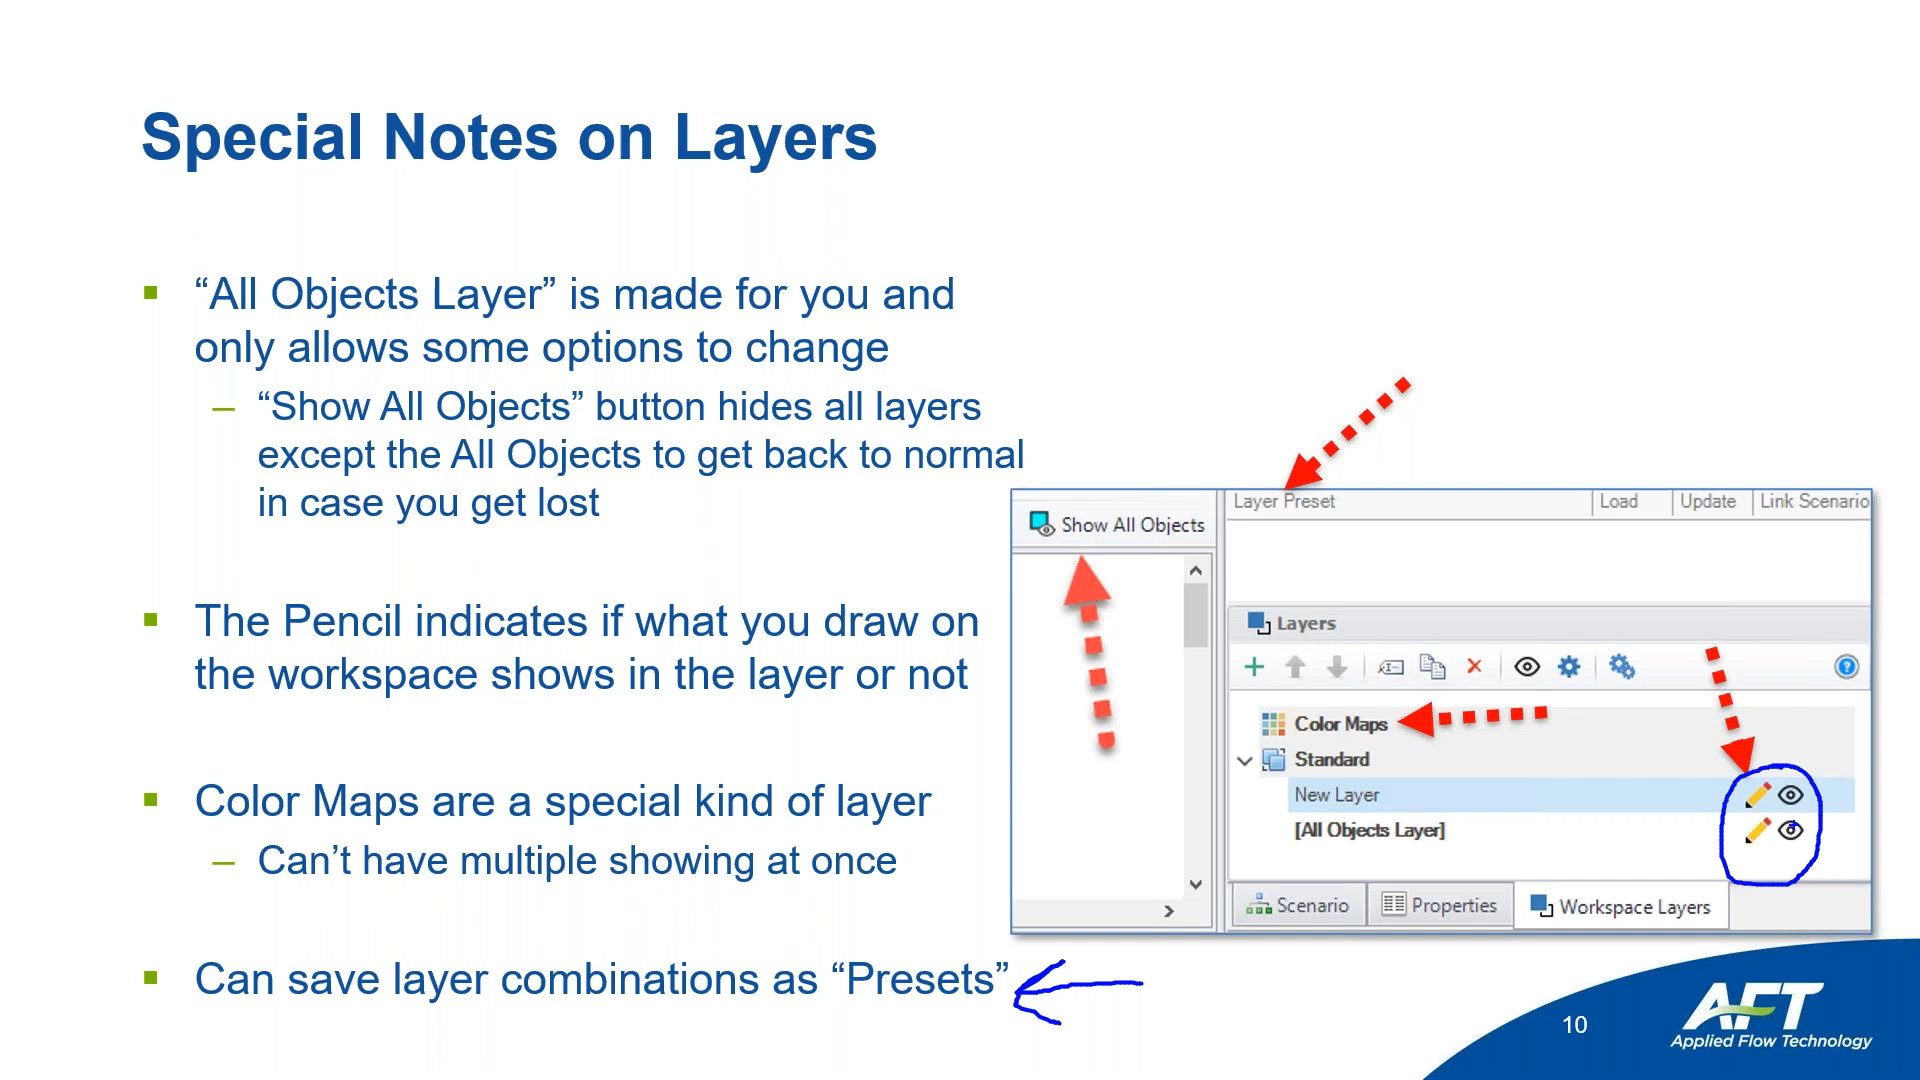 Special Notes on Layers
“All Objects Layer” is made for you and
only allows some options to change
– “Show All Objects” button hides all layers
except the All Objects to get back to normal
in case you get lost
The Pencil indicates if what you draw on
the workspace shows in the layer or not
Color Maps are a special kind of layer
– Can’t have multiple showing at once
Can save layer combinations as “Presets”
Show All Objects
Layer Preset Load Update Link Scenario
Layers
Color Maps
Standard
New Layer
[All Objects Layer]
Scenario Properties Workspace Layers
10
AFT
Applied Flow Technology